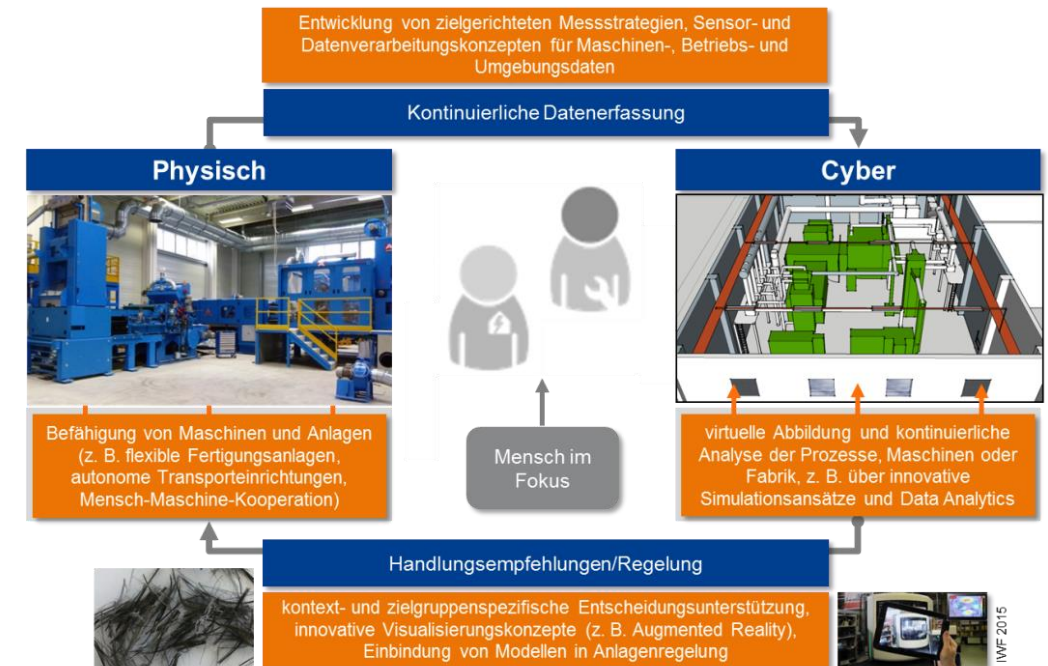 Entwicklung von zielgerichteten Messstrategien, Sensor- und
Datenverarbeitungskonzepten für Maschinen-, Betriebs- und
Umgebungsdaten
Kontinuierliche Datenerfassung
Physisch
Cyber
Befähigung von Maschinen und Anlagen
(z. B. flexible Fertigungsanlagen,
autonome Transporteinrichtungen,
Mensch-Maschine-Kooperation)
Mensch im
Fokus
virtuelle Abbildung und kontinuierliche
Analyse der Prozesse, Maschinen oder
Fabrik, z. B. über innovative
Simulationsansätze und Data Analytics
Handlungsempfehlungen/Regelung
kontext- und zielgruppenspezifische Entscheidungsunterstützung,
innovative Visualisierungskonzepte (z. B. Augmented Reality),
Einbindung von Modellen in Anlagenregelung
IWF 2015